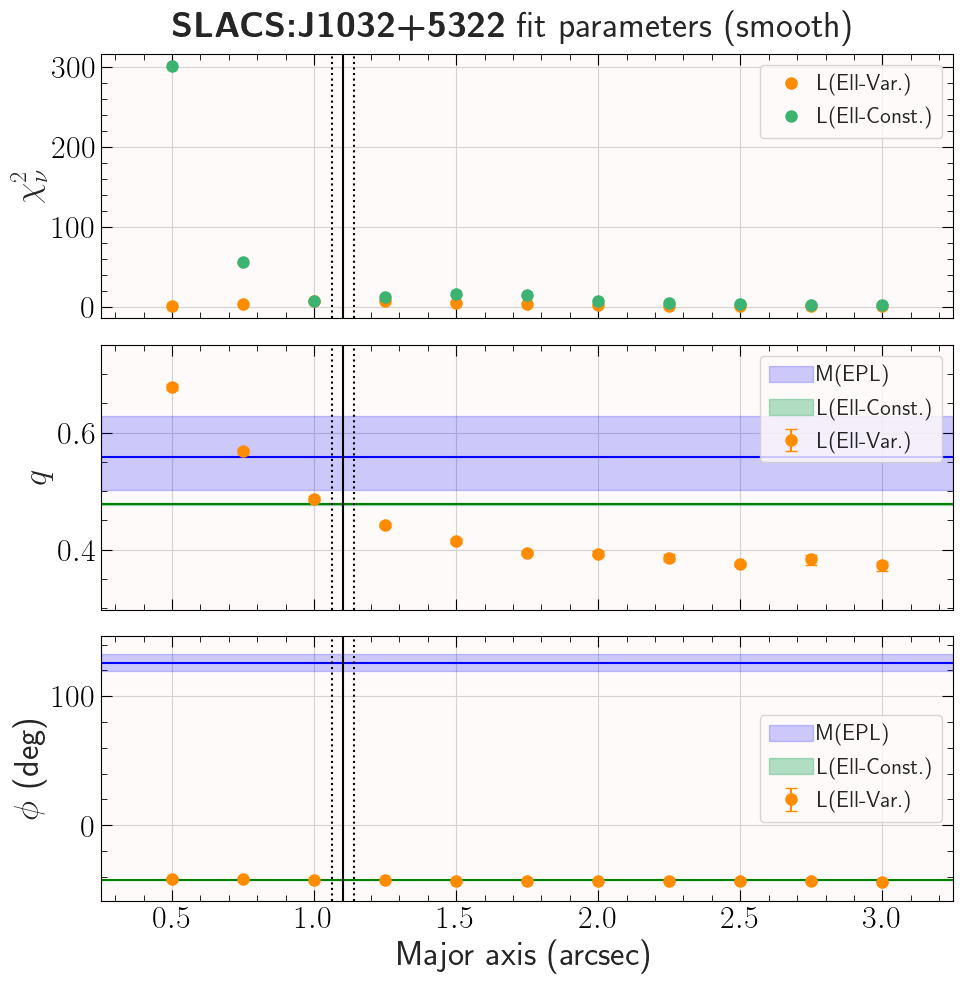 SLACS:J1032+5322 fit parameters (smooth)
300
200
100
0
χ²ᵥ
L(Ell-Var.)
L(Ell-Const.)
0.6
0.4
q
M(EPL)
L(Ell-Const.)
L(Ell-Var.)
100
0
ϕ (deg)
M(EPL)
L(Ell-Const.)
L(Ell-Var.)
0.5 1.0 1.5 2.0 2.5 3.0
Major axis (arcsec)